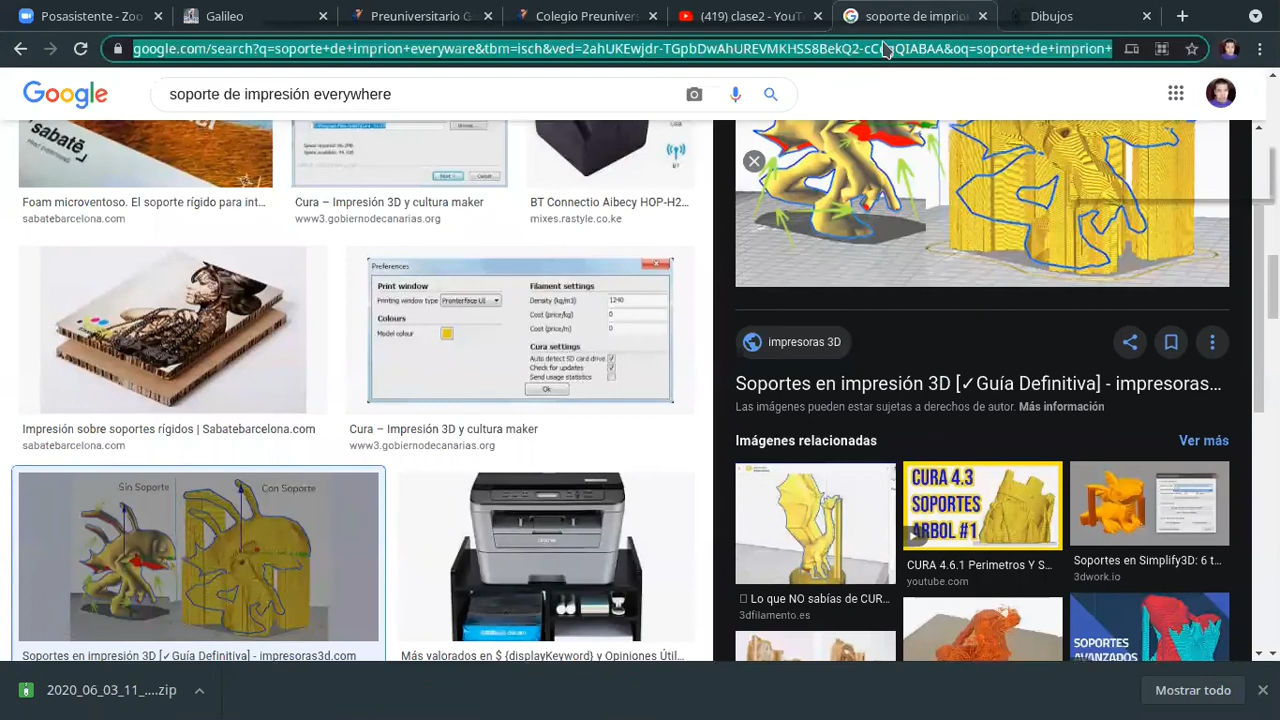 Posasistente - Zoo
Galileo
Preuniversitario G
Colegio Preunivers
(419) clase2 - YouT
soporte de imprior
Dibujos
google.com/search?q=soporte+de+imprion+everyware&tbm=isch&ved=2ahUKEwjdr-TGpbDwAhUREVMKHSS8BekQ2-cC
QIABAA&oq=soporte+de+imprion+
Google
soporte de impresión everywhere
sabatē
PRINT EVERYTHING
Next >
Cancel
USB
BT
Foam microventoso. El soporte rígido para int...
sabatebarcelona.com
Cura – Impresión 3D y cultura maker
www3.gobiernodecanarias.org
BT Connectio Aibecy HOP-H2...
mixes.rastyle.co.ke
Preferences
Print window
Printing window type
Pronterface UI
Colours
Model colour
Filament settings
Density (kg/m3)
1240
Cost (price/kg)
0
Cost (price/m)
0
Cura settings
Auto detect SD card drive
Check for updates
Send usage statistics
Ok
Impresión sobre soportes rígidos | Sabatebarcelona.com
sabatebarcelona.com
Cura – Impresión 3D y cultura maker
www3.gobiernodecanarias.org
Sin Soporte
Con Soporte
Soportes en impresión 3D [✓Guía Definitiva] - impresoras3d.com
brother
Más valorados en $ {displayKeyword} y Opiniones Útil...
impresoras 3D
Soportes en impresión 3D [✓Guía Definitiva] - impresoras...
Las imágenes pueden estar sujetas a derechos de autor. Más información
Imágenes relacionadas
Ver más
Lo que NO sabías de CUR...
3dfilamento.es
CURA 4.3
SOPORTES
ARBOL #1
CURA 4.6.1 Perimetros Y S...
youtube.com
Soportes en Simplify3D: 6 t...
3dwork.io
SOPORTES
AVANZADOS
2020_06_03_11_....zip
Mostrar todo